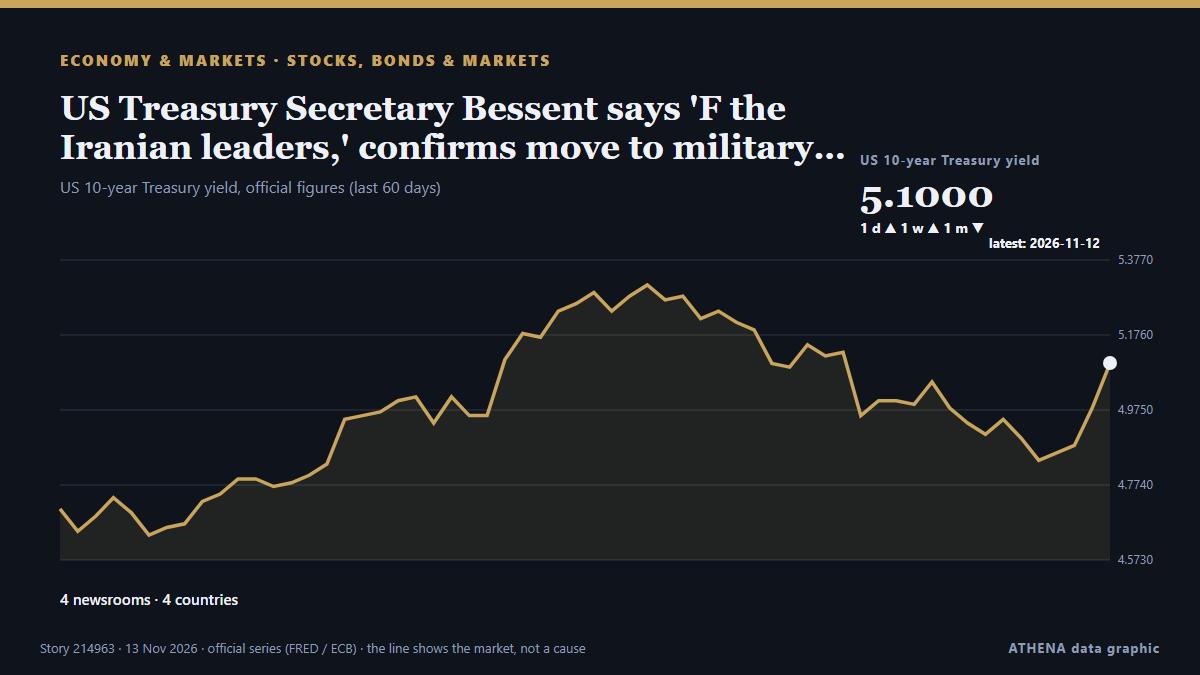 ECONOMY & MARKETS · STOCKS, BONDS & MARKETS
US Treasury Secretary Bessent says 'F the
Iranian leaders,' confirms move to military...
US 10-year Treasury yield, official figures (last 60 days)
US 10-year Treasury yield
5.1000
1 d ▲ 1 w ▲ 1 m ▼
latest: 2026-11-12
5.3770
5.1760
4.9750
4.7740
4.5730
4 newsrooms · 4 countries
Story 214963 · 13 Nov 2026 · official series (FRED / ECB) · the line shows the market, not a cause
ATHENA data graphic